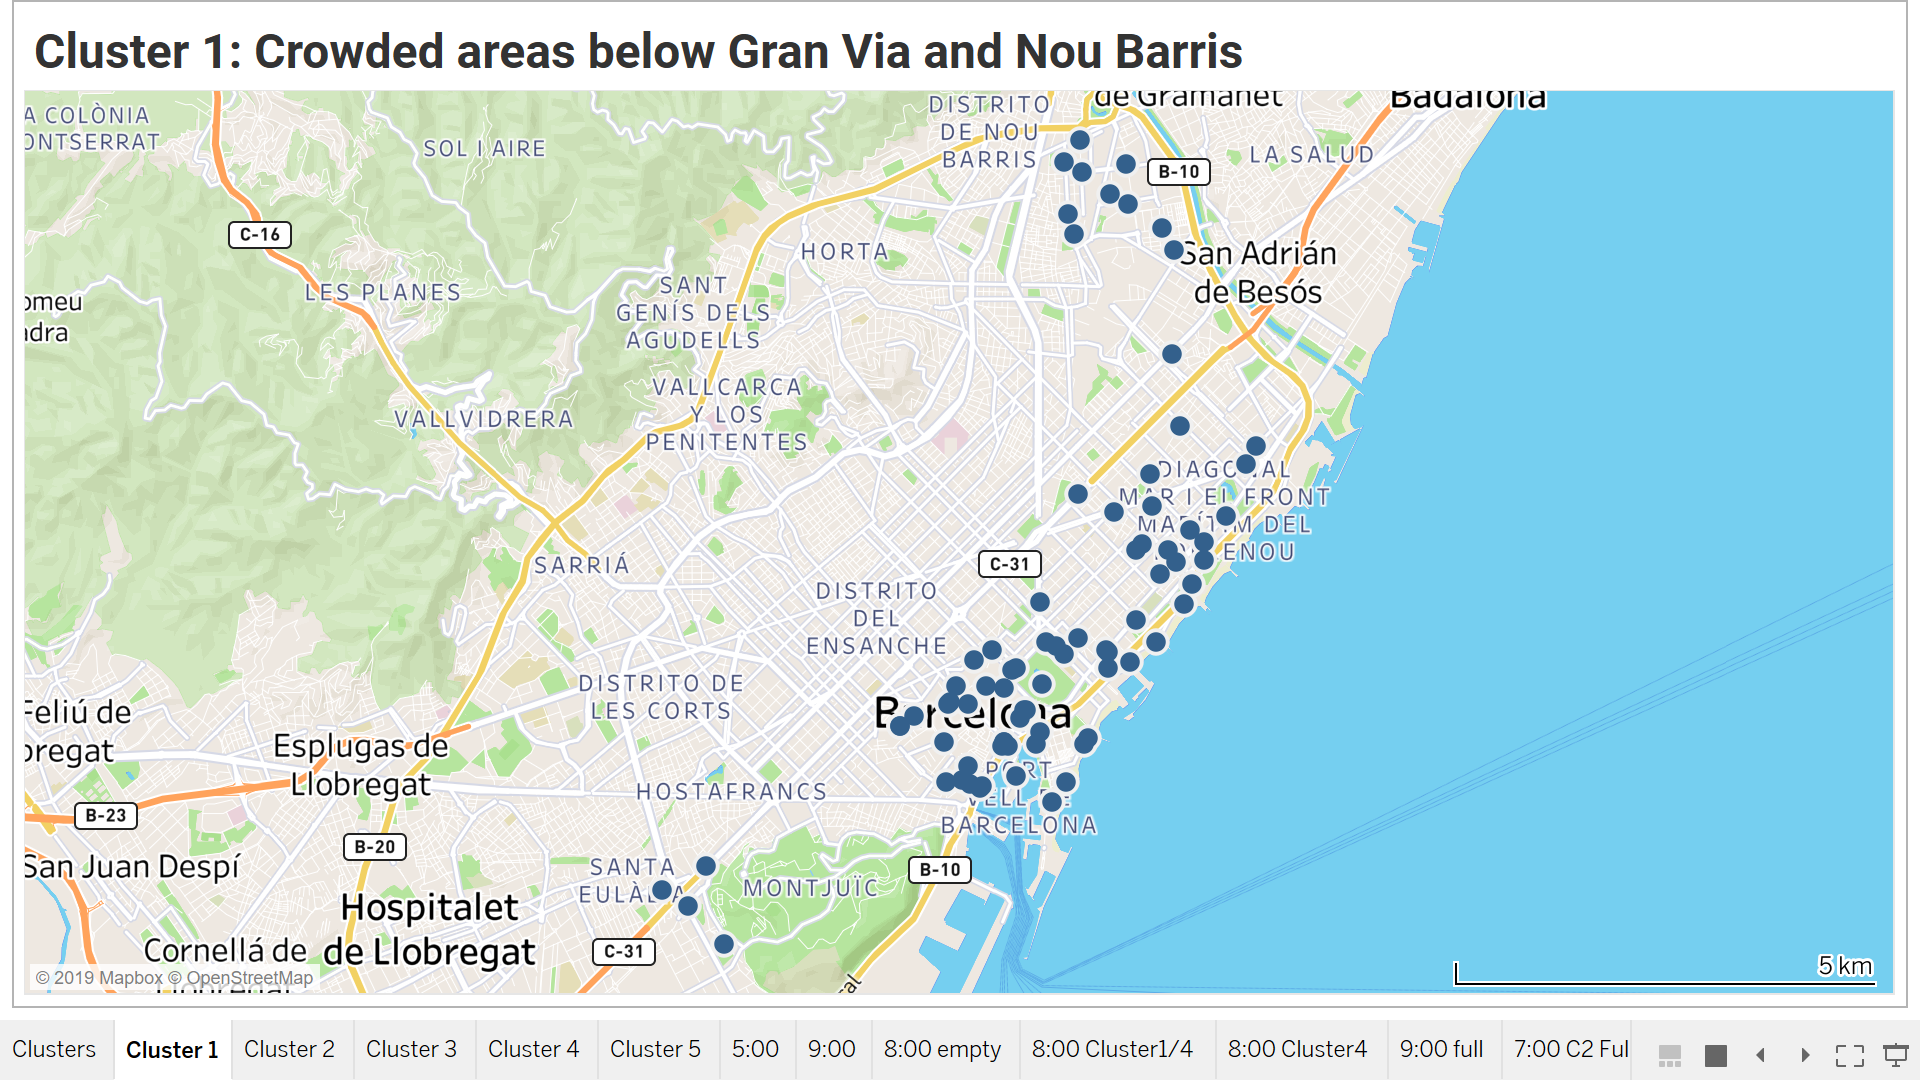 Cluster 1: Crowded areas below Gran Via and Nou Barris
de Gramanet
Badalona
A COLÒNIA
ONTSERRAT
SOL I AIRE
DISTRITO
DE NOU
BARRIS
LA SALUD
B-10
C-16
HORTA
San Adrián
de Besós
LES PLANES
omeu
adra
SANT
GENÍS DELS
AGUDELLS
VALLCARCA
Y LOS
PENITENTES
VALLVIDRERA
DIAGONAL
MAR I EL FRONT
MARÍTIM DEL
ENOU
SARRIÁ
C-31
DISTRITO
DEL
ENSANCHE
DISTRITO DE
LES CORTS
Barcelona
Feliú de
bregat
Esplugas de
Llobregat
HOSTAFRANCS
PORT
VELL DE
BARCELONA
B-23
B-20
San Juan Despí
SANTA
EULÀLIA
MONTJUÏC
B-10
Hospitalet
de Llobregat
Cornellá de
C-31
5 km
© 2019 Mapbox © OpenStreetMap
Clusters
Cluster 1
Cluster 2
Cluster 3
Cluster 4
Cluster 5
5:00
9:00
8:00 empty
8:00 Cluster1/4
8:00 Cluster4
9:00 full
7:00 C2 Ful